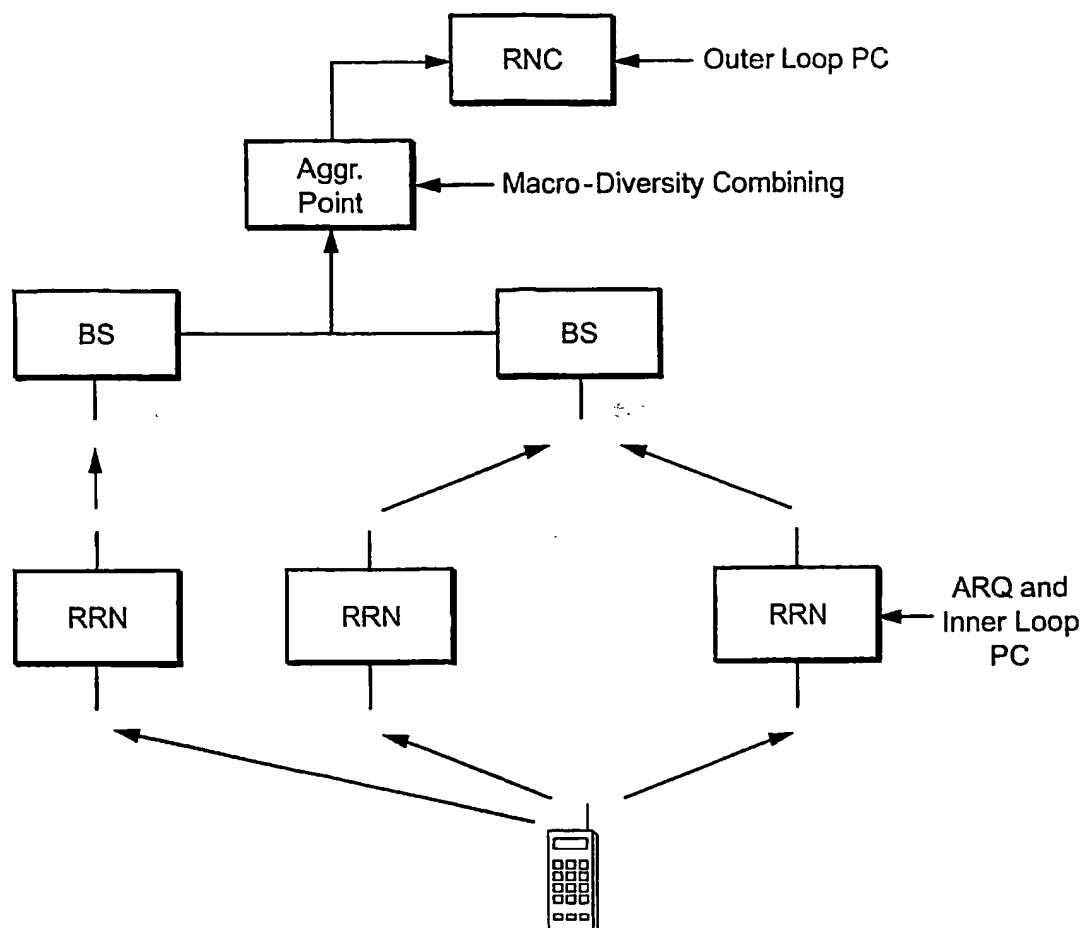 RNC
Outer Loop PC
Aggr.
Point
Macro-Diversity Combining
BS
BS
RRN
RRN
RRN
ARQ and
Inner Loop
PC